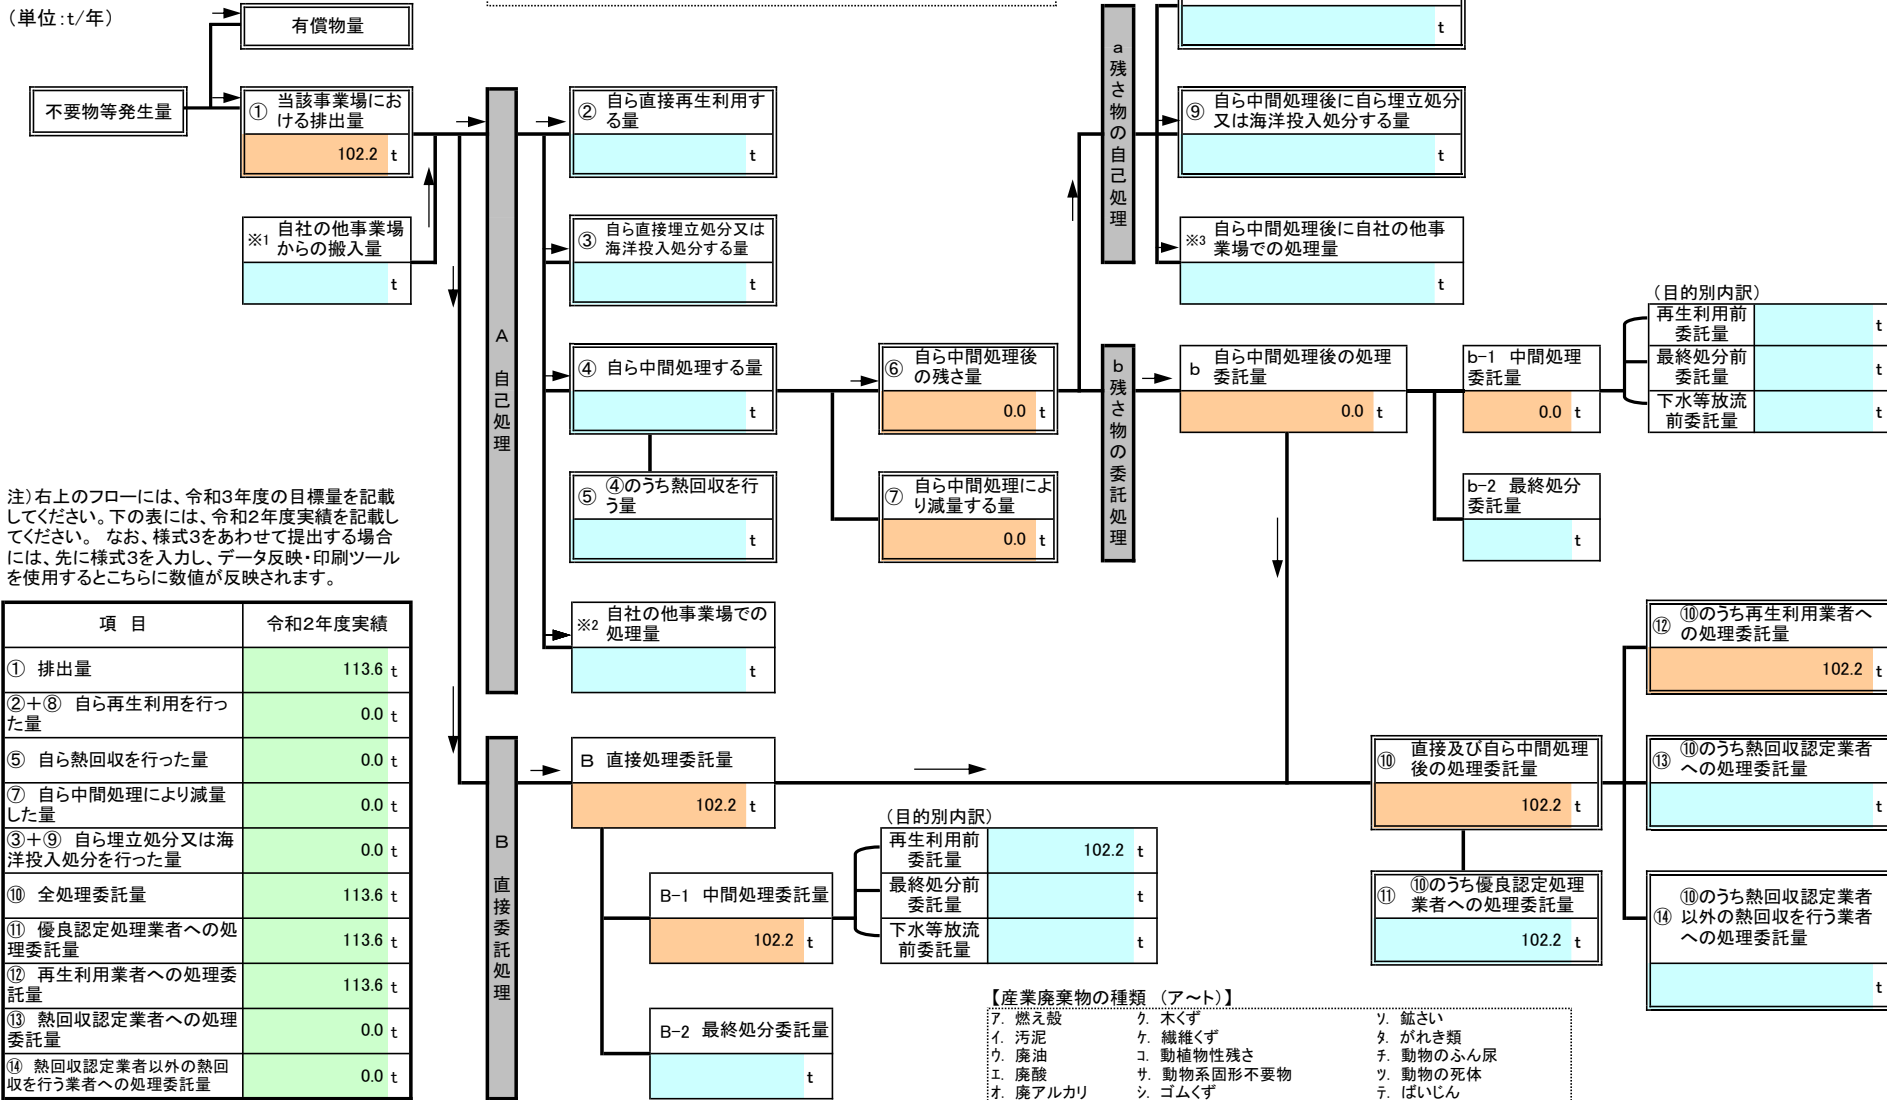 (単位:t/年)
有償物量
不要物等発生量
① 当該事業場にお
ける排出量
102.2 t
※1 自社の他事業場
からの搬入量
t
A 自己処理
② 自ら直接再生利用す
る量
t
③ 自ら直接埋立処分又は
海洋投入処分する量
t
④ 自ら中間処理する量
t
⑤ ④のうち熱回収を行
う量
t
※2 自社の他事業場での
処理量
t
⑥ 自ら中間処理後
の残さ量
0.0 t
⑦ 自ら中間処理によ
り減量する量
0.0 t
a 残さ物の自己処理
t
⑨ 自ら中間処理後に自ら埋立処分
又は海洋投入処分する量
t
※3 自ら中間処理後に自社の他事
業場での処理量
t
b 残さ物の委託処理
b 自ら中間処理後の処理
委託量
0.0 t
b-1 中間処理
委託量
0.0 t
b-2 最終処分
委託量
t
(目的別内訳)
再生利用前
委託量
t
最終処分前
委託量
t
下水等放流
前委託量
t
注)右上のフローには、令和3年度の目標量を記載
してください。下の表には、令和2年度実績を記載し
てください。 なお、様式3をあわせて提出する場合
には、先に様式3を入力し、データ反映・印刷ツール
を使用するとこちらに数値が反映されます。
項 目 令和2年度実績
① 排出量 113.6 t
②+⑧ 自ら再生利用を行っ
た量 0.0 t
⑤ 自ら熱回収を行った量 0.0 t
⑦ 自ら中間処理により減量
した量 0.0 t
③+⑨ 自ら埋立処分又は海
洋投入処分を行った量 0.0 t
⑩ 全処理委託量 113.6 t
⑪ 優良認定処理業者への処
理委託量 113.6 t
⑫ 再生利用業者への処理委
託量 113.6 t
⑬ 熱回収認定業者への処理
委託量 0.0 t
⑭ 熱回収認定業者以外の熱回
収を行う業者への処理委託量 0.0 t
B 直接委託処理
B 直接処理委託量
102.2 t
B-1 中間処理委託量
102.2 t
B-2 最終処分委託量
t
(目的別内訳)
再生利用前
委託量
102.2 t
最終処分前
委託量
t
下水等放流
前委託量
t
⑩ 直接及び自ら中間処理
後の処理委託量
102.2 t
⑪ ⑩のうち優良認定処理
業者への処理委託量
102.2 t
⑫ ⑩のうち再生利用業者へ
の処理委託量
102.2 t
⑬ ⑩のうち熱回収認定業者
への処理委託量
t
⑭ ⑩のうち熱回収認定業者
以外の熱回収を行う業者
への処理委託量
t
【産業廃棄物の種類 (ア~ト)】
ア. 燃え殻 ク. 木くず ソ. 鉱さい
イ. 汚泥 ケ. 繊維くず タ. がれき類
ウ. 廃油 コ. 動植物性残さ チ. 動物のふん尿
エ. 廃酸 サ. 動物系固形不要物 ツ. 動物の死体
オ. 廃アルカリ シ. ゴムくず テ. ばいじん